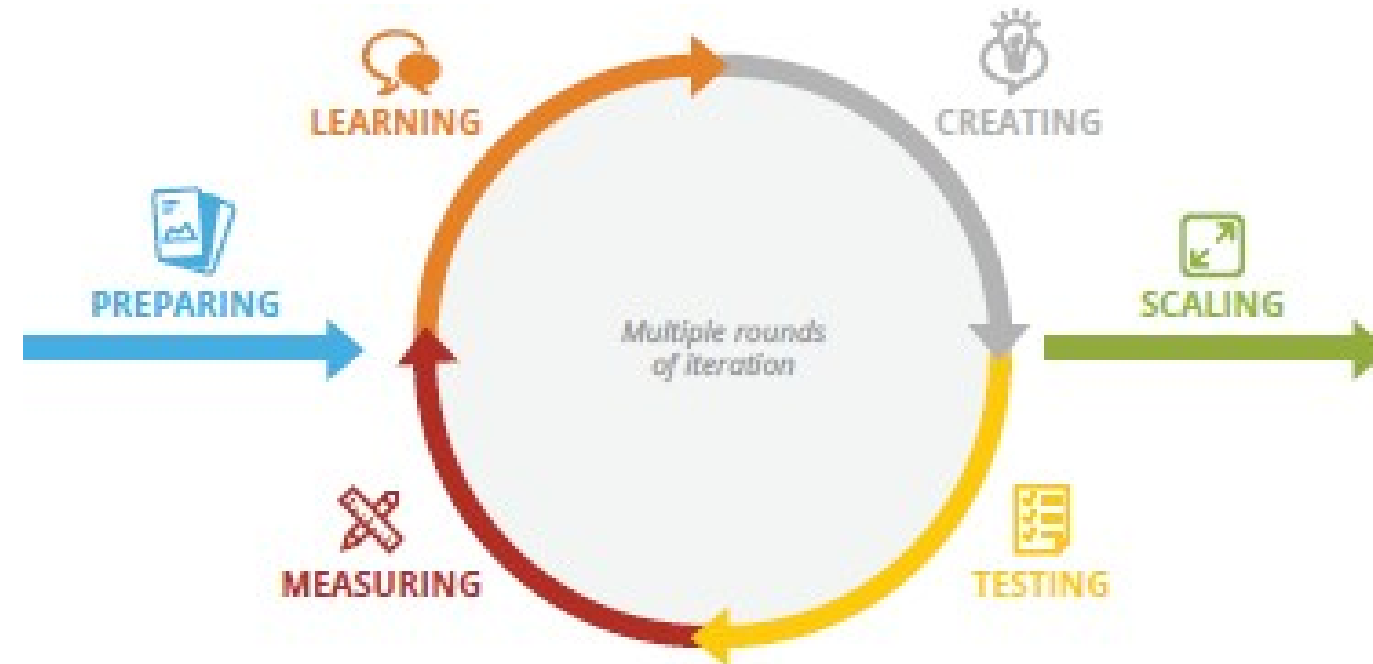 LEARNING
CREATING
PREPARING
SCALING
Multiple rounds
of iteration
MEASURING
TESTING